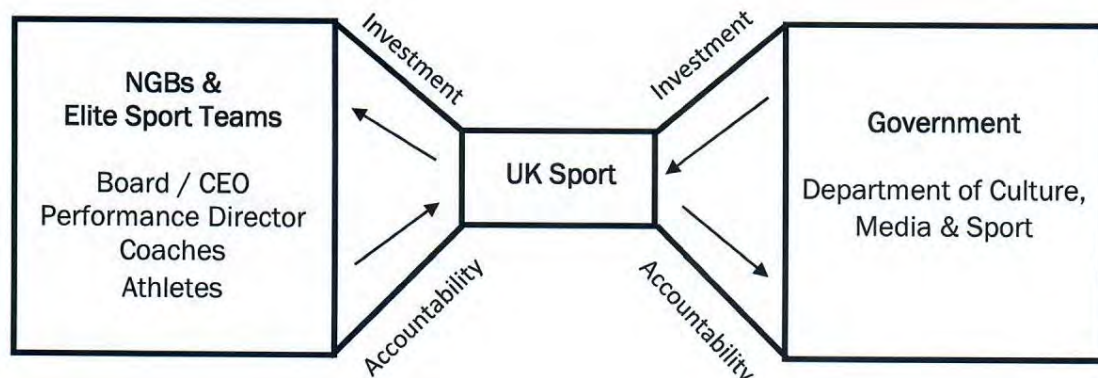 NGBs &
Elite Sport Teams
Board / CEO
Performance Director
Coaches
Athletes
Investment
Accountability
UK Sport
Investment
Accountability
Government
Department of Culture,
Media & Sport